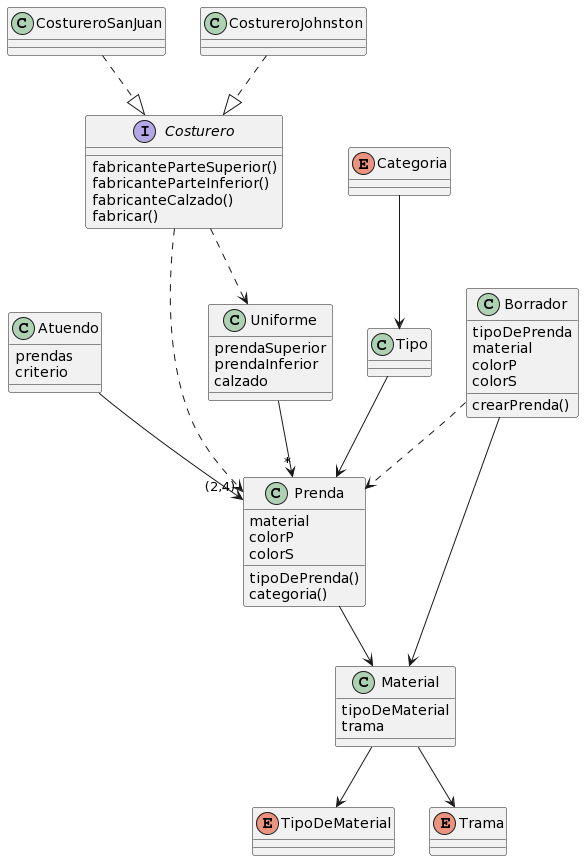 C CostureroSanJuan
C CostureroJohnston
I Costurero
fabricanteParteSuperior()
fabricanteParteInferior()
fabricanteCalzado()
fabricar()
E Categoria
C Atuendo
prendas
criterio
C Uniforme
prendaSuperior
prendaInferior
calzado
C Tipo
C Borrador
tipoDePrenda
material
colorP
colorS
crearPrenda()
*
(2,4)
C Prenda
material
colorP
colorS
tipoDePrenda()
categoria()
C Material
tipoDeMaterial
trama
E TipoDeMaterial
E Trama